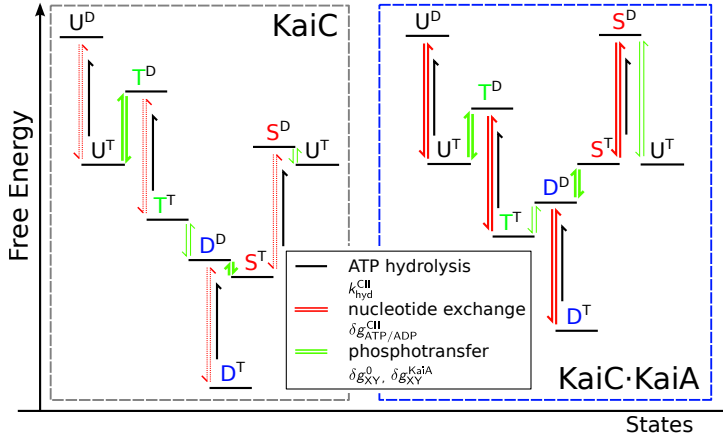 Free Energy
KaiC
U^D
T^D
U^T
T^T
D^D
S^T
D^T
S^D
U^T
U^D
T^D
U^T
T^T
D^D
D^T
S^T
S^D
U^T
KaiC·KaiA
ATP hydrolysis
k_hyd^CII
nucleotide exchange
δg_ATP/ADP^CII
phosphotransfer
δg_XY^0, δg_XY^KaiA
States